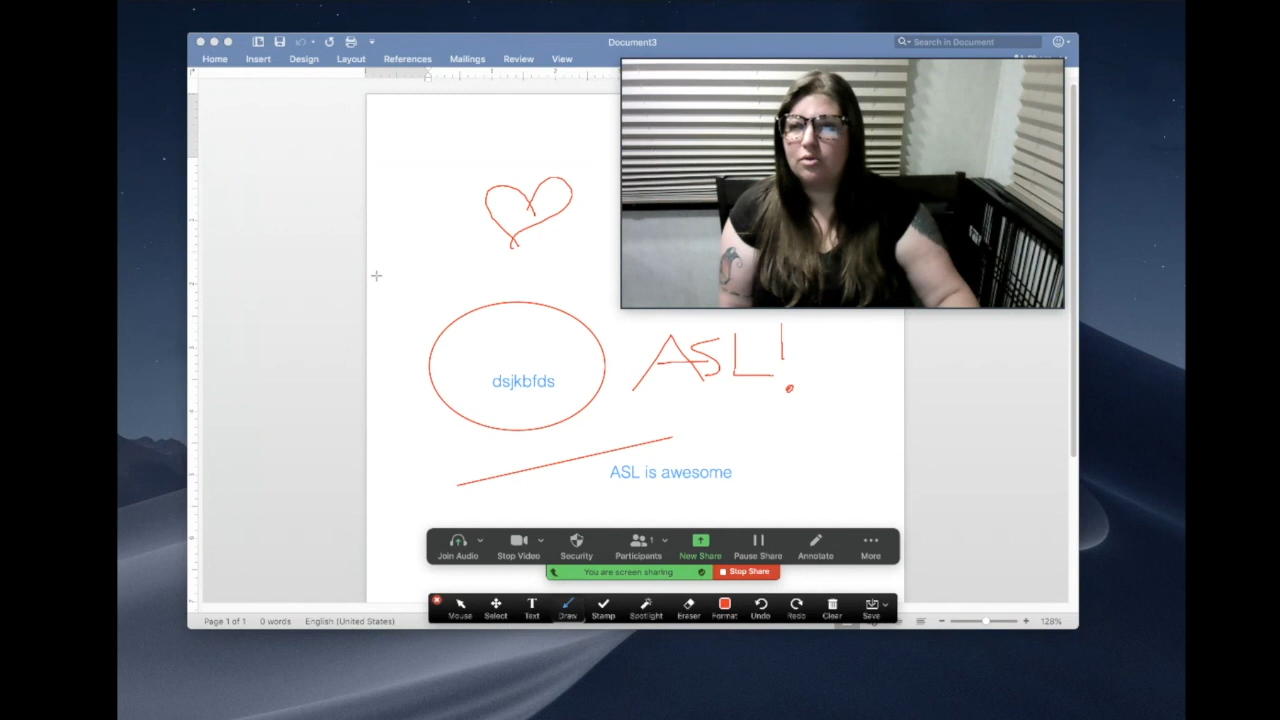 Document3
Search in Document
Home Insert Design Layout References Mailings Review View
ASL!
dsjkbfds
ASL is awesome
Join Audio Stop Video Security Participants 1 New Share Pause Share Annotate More
You are screen sharing Stop Share
Mouse Select Text Draw Stamp Spotlight Eraser Format Undo Redo Clear Save
Page 1 of 1 0 words English (United States) 128%